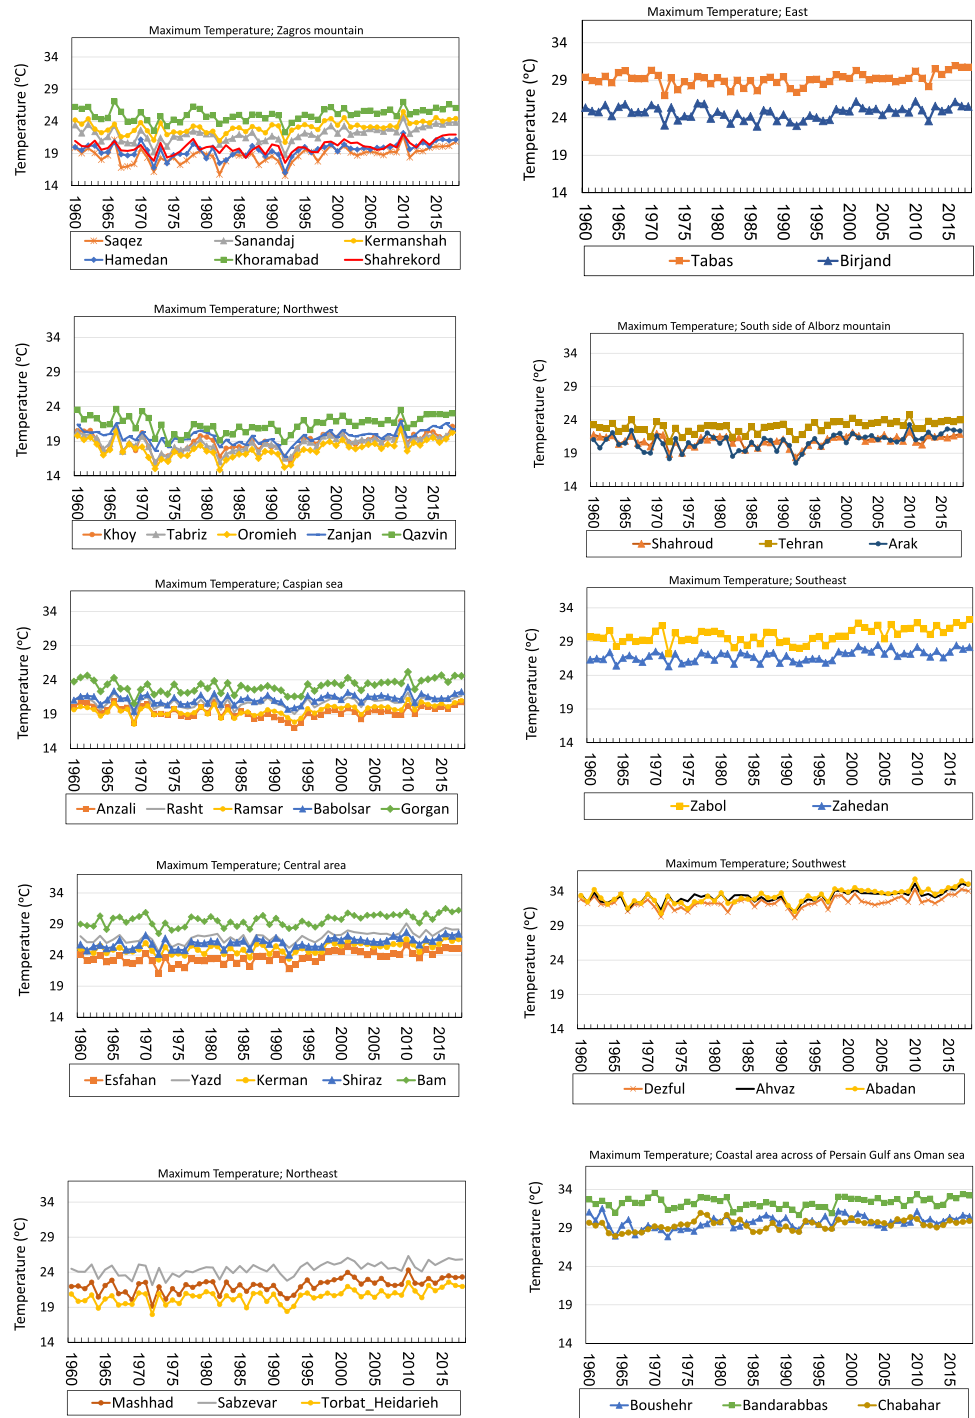 Maximum Temperature; Zagros mountain
Temperature (°C)
34
29
24
19
14
1960 1965 1970 1975 1980 1985 1990 1995 2000 2005 2010 2015
Saqez Sanandaj Kermanshah
Hamedan Khoramabad Shahrekord
Maximum Temperature; East
Temperature (°C)
34
29
24
19
14
1960 1965 1970 1975 1980 1985 1990 1995 2000 2005 2010 2015
Tabas Birjand
Maximum Temperature; Northwest
Temperature (°C)
34
29
24
19
14
1960 1965 1970 1975 1980 1985 1990 1995 2000 2005 2010 2015
Khoy Tabriz Oromieh Zanjan Qazvin
Maximum Temperature; South side of Alborz mountain
Temperature (°C)
34
29
24
19
14
1960 1965 1970 1975 1980 1985 1990 1995 2000 2005 2010 2015
Shahroud Tehran Arak
Maximum Temperature; Caspian sea
Temperature (°C)
34
29
24
19
14
1960 1965 1970 1975 1980 1985 1990 1995 2000 2005 2010 2015
Anzali Rasht Ramsar Babolsar Gorgan
Maximum Temperature; Southeast
Temperature (°C)
34
29
24
19
14
1960 1965 1970 1975 1980 1985 1990 1995 2000 2005 2010 2015
Zabol Zahedan
Maximum Temperature; Central area
Temperature (°C)
34
29
24
19
14
1960 1965 1970 1975 1980 1985 1990 1995 2000 2005 2010 2015
Esfahan Yazd Kerman Shiraz Bam
Maximum Temperature; Southwest
Temperature (°C)
34
29
24
19
14
1960 1965 1970 1975 1980 1985 1990 1995 2000 2005 2010 2015
Dezful Ahvaz Abadan
Maximum Temperature; Northeast
Temperature (°C)
34
29
24
19
14
1960 1965 1970 1975 1980 1985 1990 1995 2000 2005 2010 2015
Mashhad Sabzevar Torbat_Heidarieh
Maximum Temperature; Coastal area across of Persain Gulf ans Oman sea
Temperature (°C)
34
29
24
19
14
1960 1965 1970 1975 1980 1985 1990 1995 2000 2005 2010 2015
Boushehr Bandarabbas Chabahar